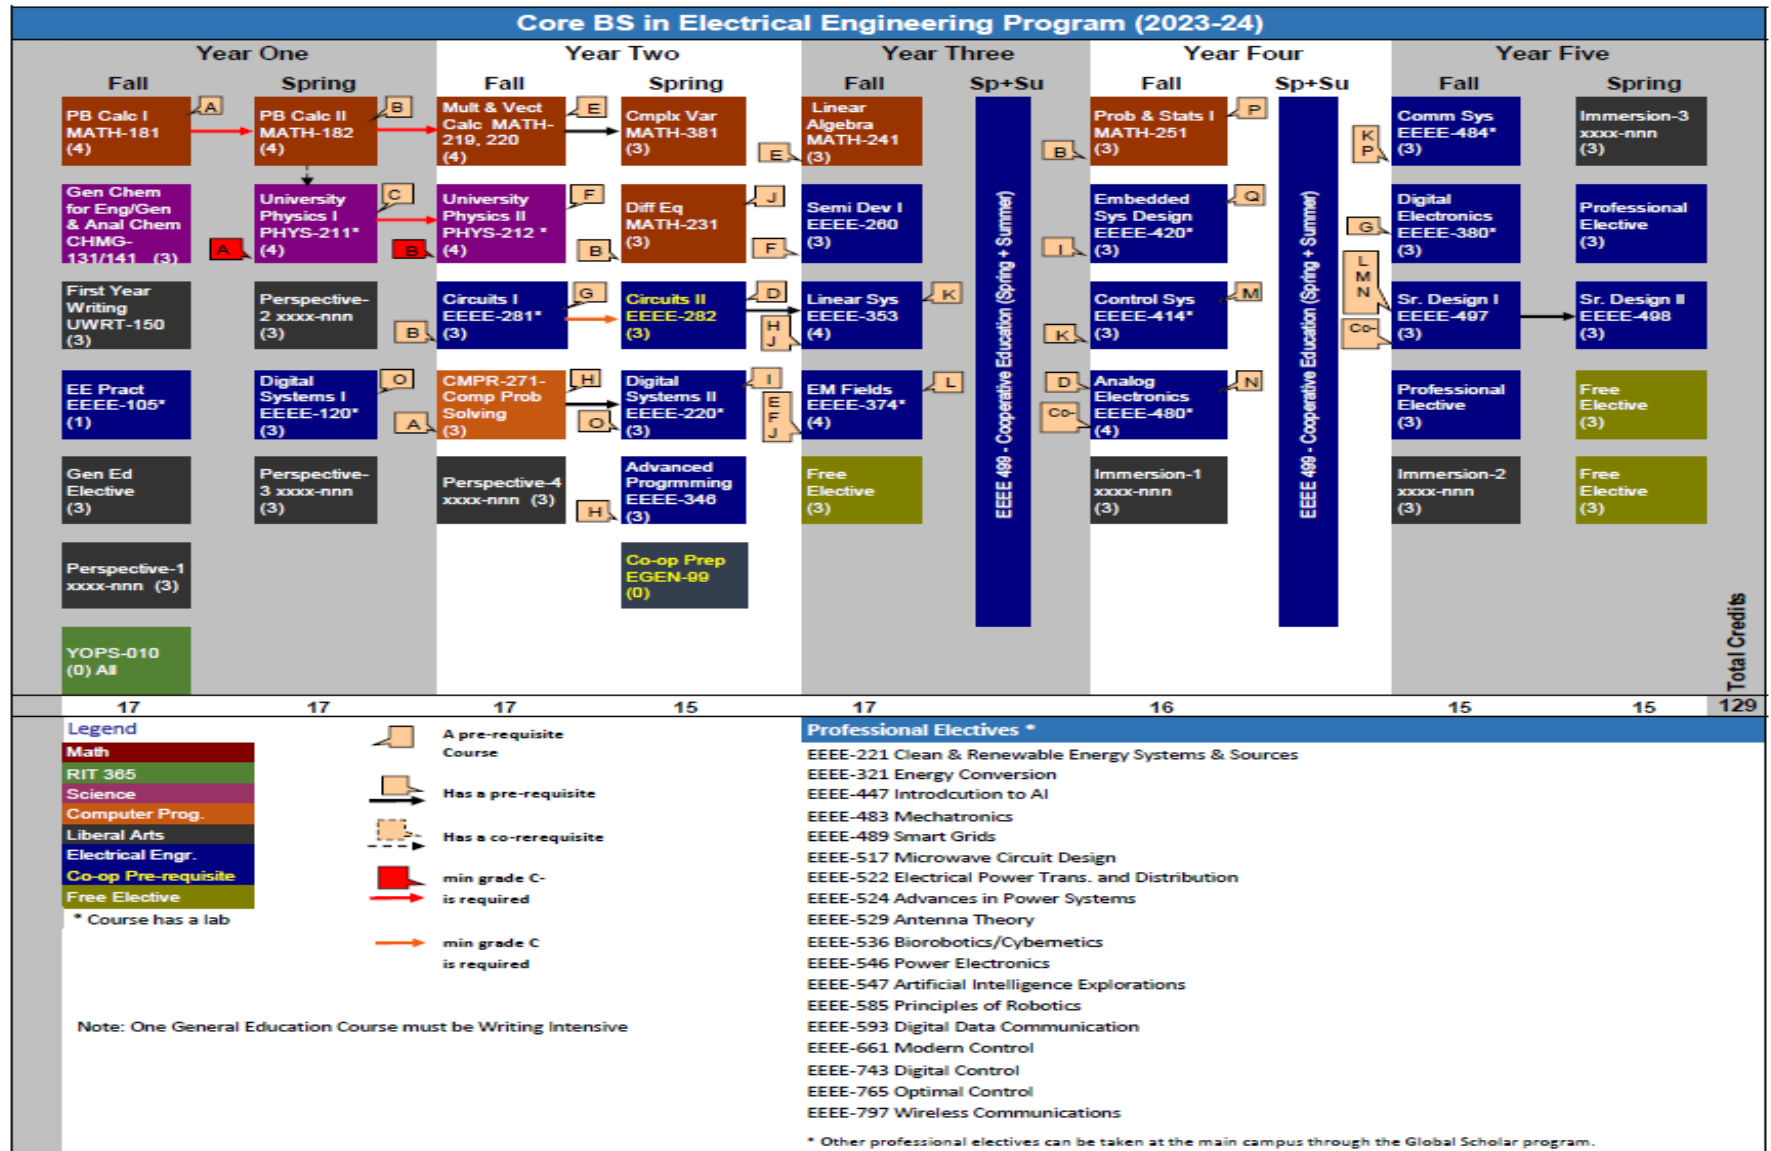 Core BS in Electrical Engineering Program (2023-24)
Year One
Year Two
Year Three
Year Four
Year Five
Fall
Spring
Fall
Spring
Fall
Sp+Su
Fall
Sp+Su
Fall
Spring
PB Calc I
MATH-181
(4)
A
PB Calc II
MATH-182
(4)
B
Mult & Vect
Calc MATH-
219, 220
(4)
E
Cmplx Var
MATH-381
(3)
E
Linear
Algebra
MATH-241
(3)
B
Prob & Stats I
MATH-251
(3)
P
K
P
Comm Sys
EEEE-484*
(3)
Immersion-3
xxxx-nnn
(3)
Gen Chem
for Eng/Gen
& Anal Chem
CHMG-
131/141 (3)
A
University
Physics I
PHYS-211*
(4)
C
B
University
Physics II
PHYS-212 *
(4)
F
B
Diff Eq
MATH-231
(3)
J
F
Semi Dev I
EEEE-260
(3)
I
Embedded
Sys Design
EEEE-420*
(3)
Q
G
Digital
Electronics
EEEE-380*
(3)
Professional
Elective
(3)
First Year
Writing
UWRT-150
(3)
Perspective-
2 xxxx-nnn
(3)
B
Circuits I
EEEE-281*
(3)
G
Circuits II
EEEE-282
(3)
D
H
J
Linear Sys
EEEE-353
(4)
K
K
Control Sys
EEEE-414*
(3)
M
L
M
N
Co-
Sr. Design I
EEEE-497
(3)
Sr. Design II
EEEE-498
(3)
EE Pract
EEEE-105*
(1)
Digital
Systems I
EEEE-120*
(3)
O
A
CMPR-271-
Comp Prob
Solving
(3)
H
O
Digital
Systems II
EEEE-220*
(3)
I
E
F
J
EM Fields
EEEE-374*
(4)
L
D
Co-
Analog
Electronics
EEEE-480*
(4)
N
Professional
Elective
(3)
Free
Elective
(3)
Gen Ed
Elective
(3)
Perspective-
3 xxxx-nnn
(3)
Perspective-4
xxxx-nnn (3)
H
Advanced
Progrmming
EEEE-346
(3)
Free
Elective
(3)
Immersion-1
xxxx-nnn
(3)
Immersion-2
xxxx-nnn
(3)
Free
Elective
(3)
EEEE 499 - Cooperative Education (Spring + Summer)
EEEE 499 - Cooperative Education (Spring + Summer)
Perspective-1
xxxx-nnn (3)
Co-op Prep
EGEN-99
(0)
YOPS-010
(0) All
Total Credits
17
17
17
15
17
16
15
15
129
Legend
Math
RIT 365
Science
Computer Prog.
Liberal Arts
Electrical Engr.
Co-op Pre-requisite
Free Elective
* Course has a lab
A pre-requisite
Course
Has a pre-requisite
Has a co-rerequisite
min grade C-
is required
min grade C
is required
Note: One General Education Course must be Writing Intensive
Professional Electives *
EEEE-221 Clean & Renewable Energy Systems & Sources
EEEE-321 Energy Conversion
EEEE-447 Introdcution to AI
EEEE-483 Mechatronics
EEEE-489 Smart Grids
EEEE-517 Microwave Circuit Design
EEEE-522 Electrical Power Trans. and Distribution
EEEE-524 Advances in Power Systems
EEEE-529 Antenna Theory
EEEE-536 Biorobotics/Cybernetics
EEEE-546 Power Electronics
EEEE-547 Artificial Intelligence Explorations
EEEE-585 Principles of Robotics
EEEE-593 Digital Data Communication
EEEE-661 Modern Control
EEEE-743 Digital Control
EEEE-765 Optimal Control
EEEE-797 Wireless Communications
* Other professional electives can be taken at the main campus through the Global Scholar program.